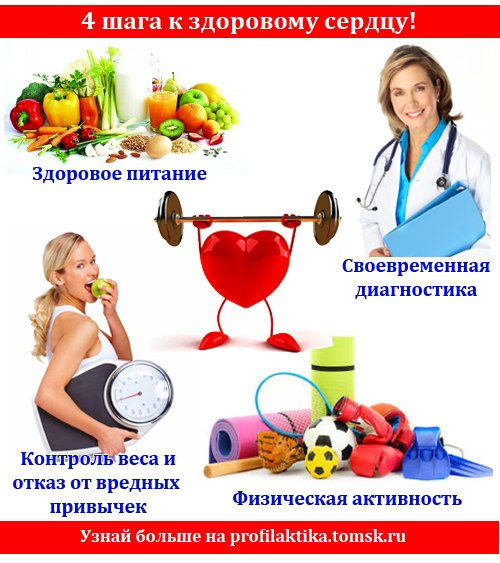 4 шага к здоровому сердцу!
Здоровое питание
Своевременная
диагностика
Контроль веса и
отказ от вредных
привычек
Физическая активность
Узнай больше на profilaktika.tomsk.ru